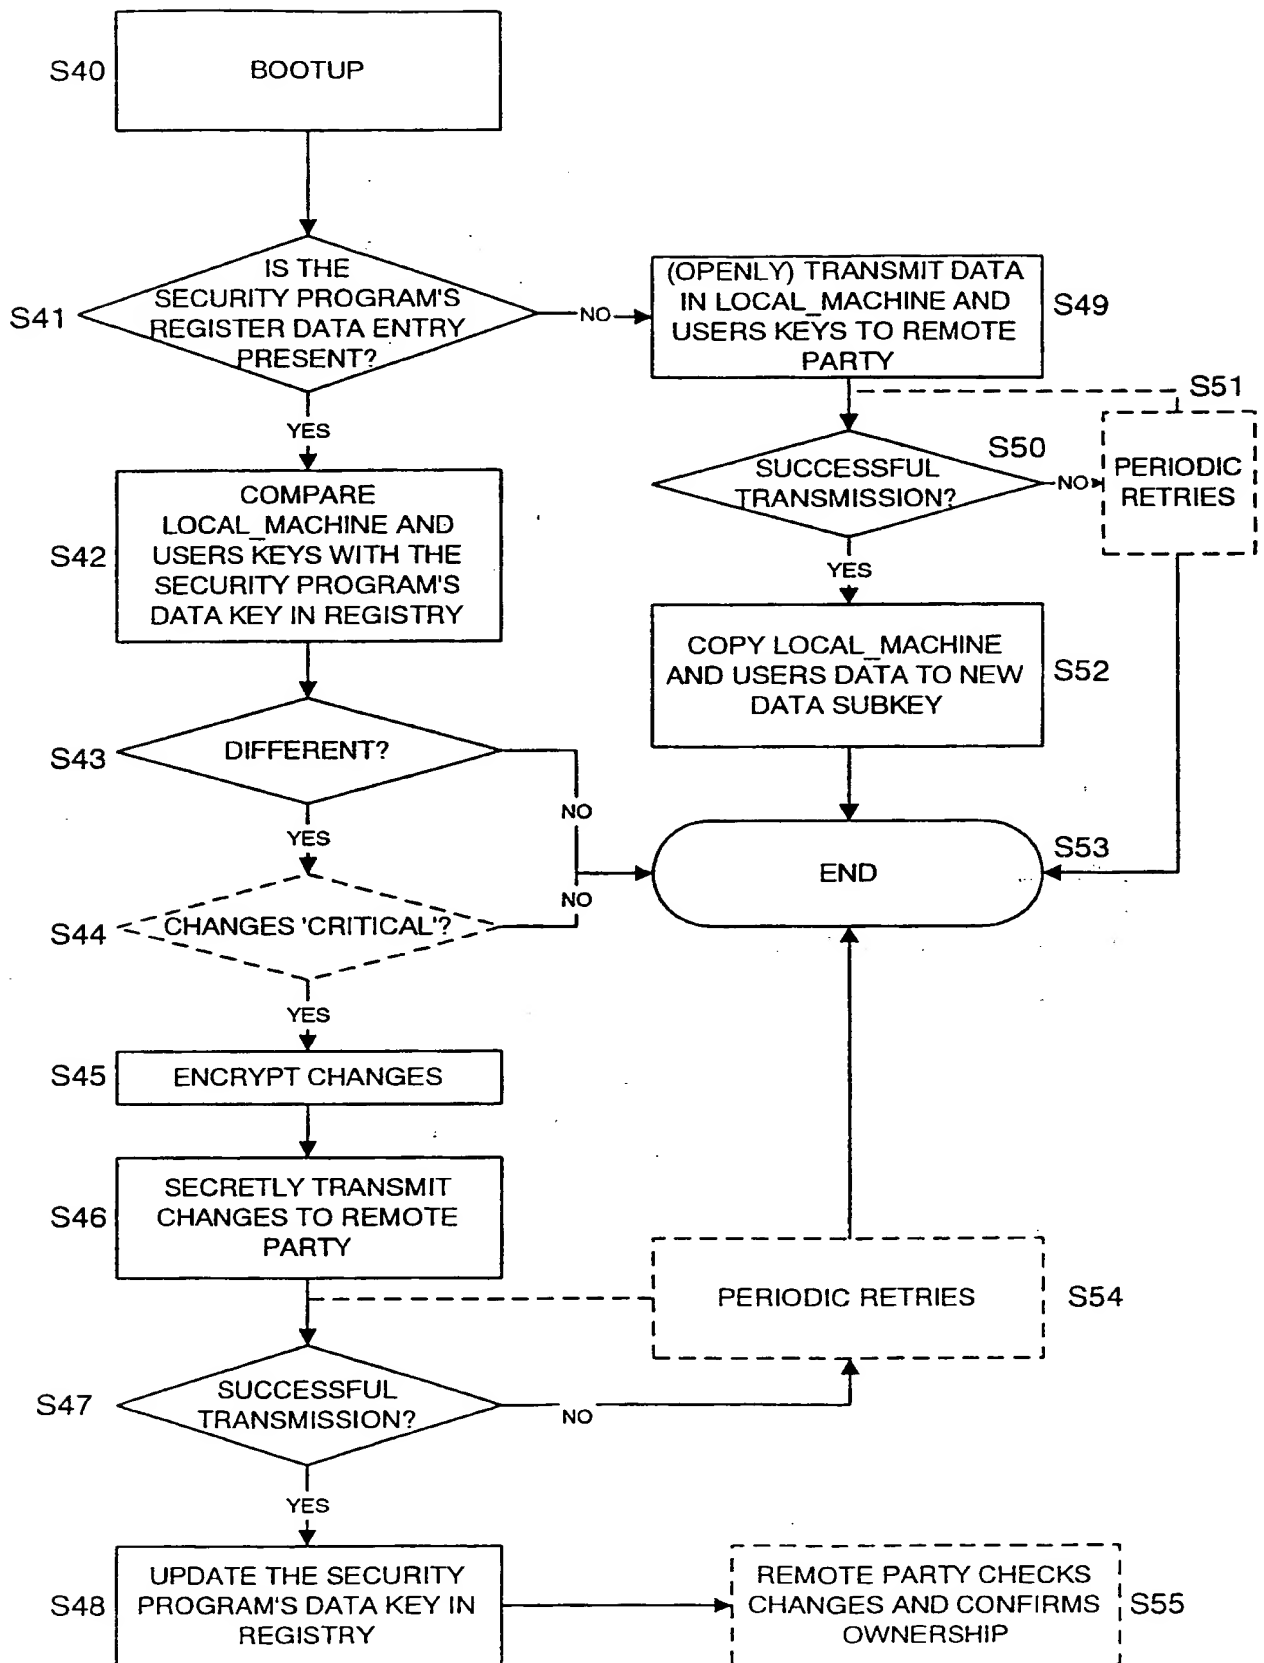 S40
BOOTUP
S41
IS THE
SECURITY PROGRAM'S
REGISTER DATA ENTRY
PRESENT?
NO
(OPENLY) TRANSMIT DATA
IN LOCAL_MACHINE AND
USERS KEYS TO REMOTE
PARTY
S49
YES
S51
S50
SUCCESSFUL
TRANSMISSION?
NO
PERIODIC
RETRIES
S42
COMPARE
LOCAL_MACHINE AND
USERS KEYS WITH THE
SECURITY PROGRAM'S
DATA KEY IN REGISTRY
YES
COPY LOCAL_MACHINE
AND USERS DATA TO NEW
DATA SUBKEY
S52
S43
DIFFERENT?
NO
YES
END
S53
S44
CHANGES 'CRITICAL'?
NO
YES
S45
ENCRYPT CHANGES
S46
SECRETLY TRANSMIT
CHANGES TO REMOTE
PARTY
PERIODIC RETRIES
S54
S47
SUCCESSFUL
TRANSMISSION?
NO
YES
S48
UPDATE THE SECURITY
PROGRAM'S DATA KEY IN
REGISTRY
REMOTE PARTY CHECKS
CHANGES AND CONFIRMS
OWNERSHIP
S55